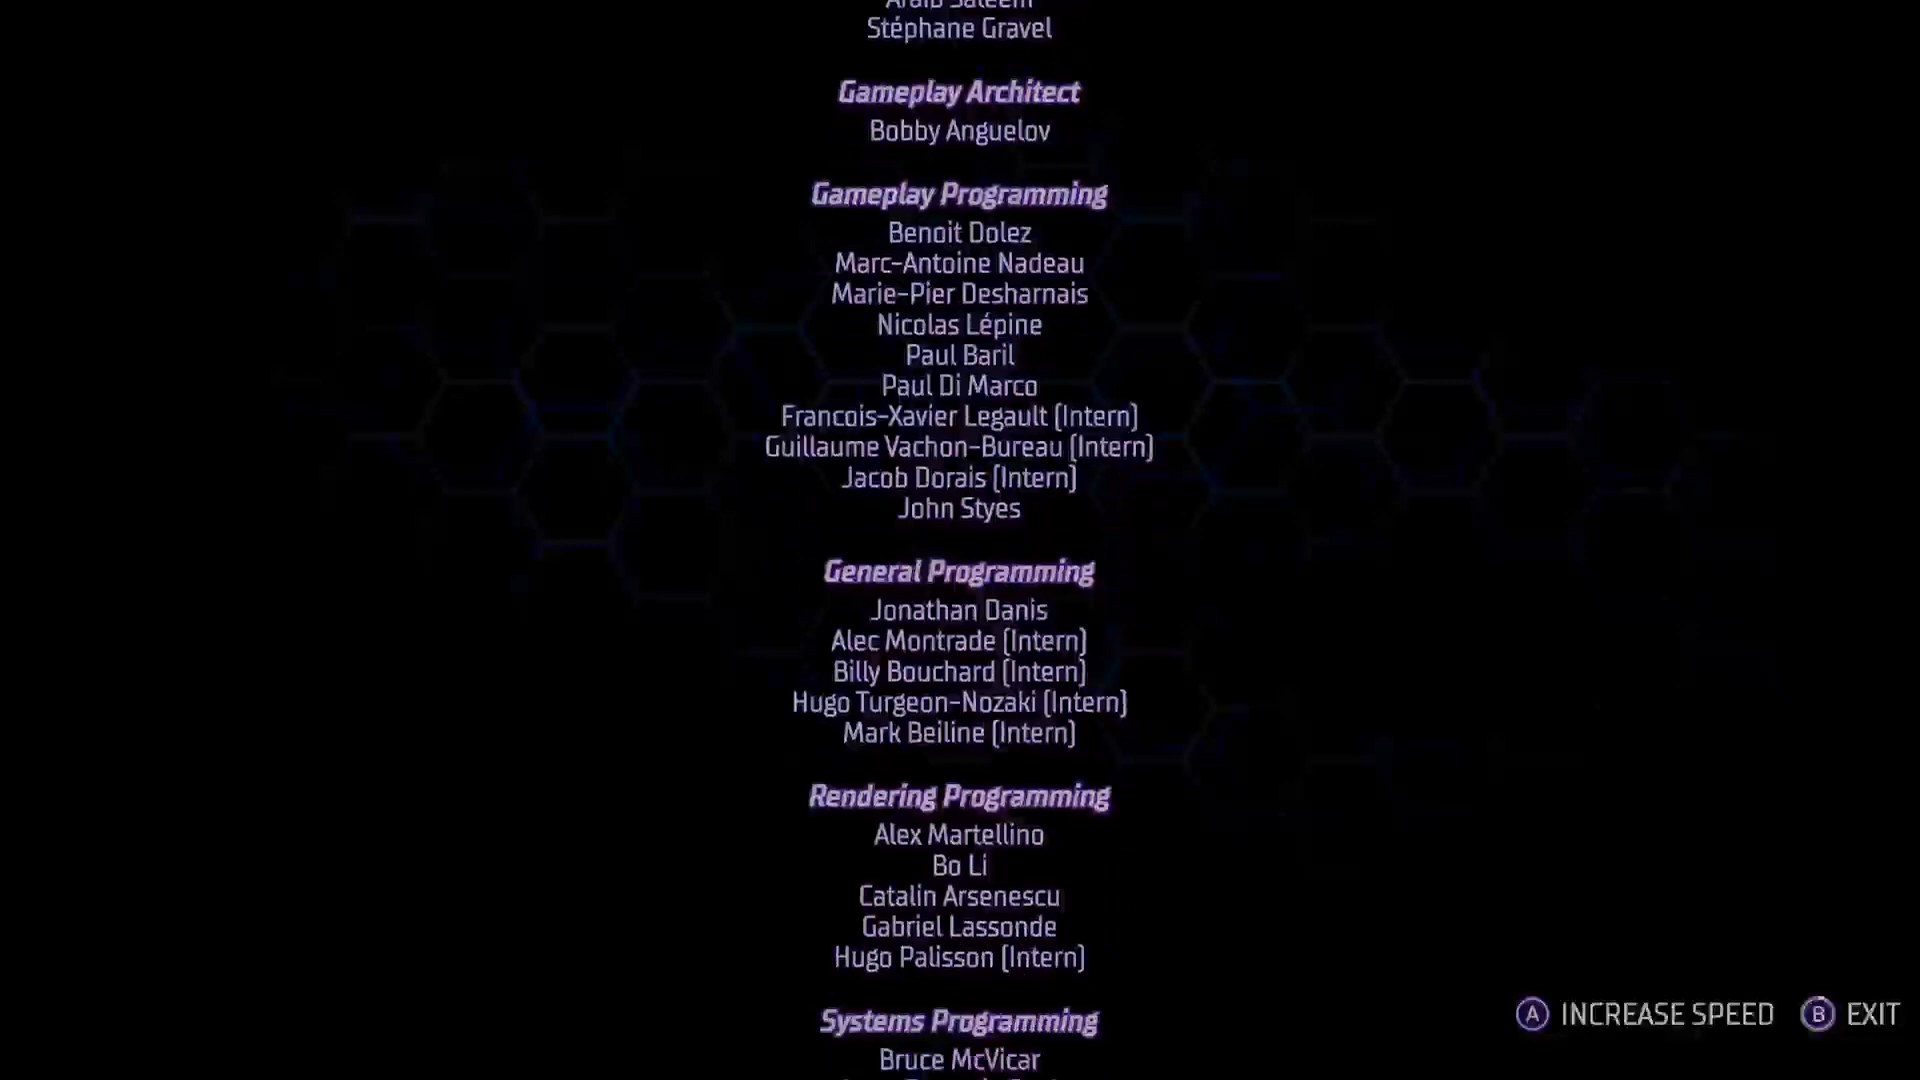 Stéphane Gravel
Gameplay Architect
Bobby Anguelov
Gameplay Programming
Benoit Dolez
Marc-Antoine Nadeau
Marie-Pier Desharnais
Nicolas Lépine
Paul Baril
Paul Di Marco
Francois-Xavier Legault (Intern)
Guillaume Vachon-Bureau (Intern)
Jacob Dorais (Intern)
John Styes
General Programming
Jonathan Danis
Alec Montrade (Intern)
Billy Bouchard (Intern)
Hugo Turgeon-Nozaki (Intern)
Mark Beiline (Intern)
Rendering Programming
Alex Martellino
Bo Li
Catalin Arsenescu
Gabriel Lassonde
Hugo Palisson (Intern)
Systems Programming
Bruce McVicar
A INCREASE SPEED B EXIT